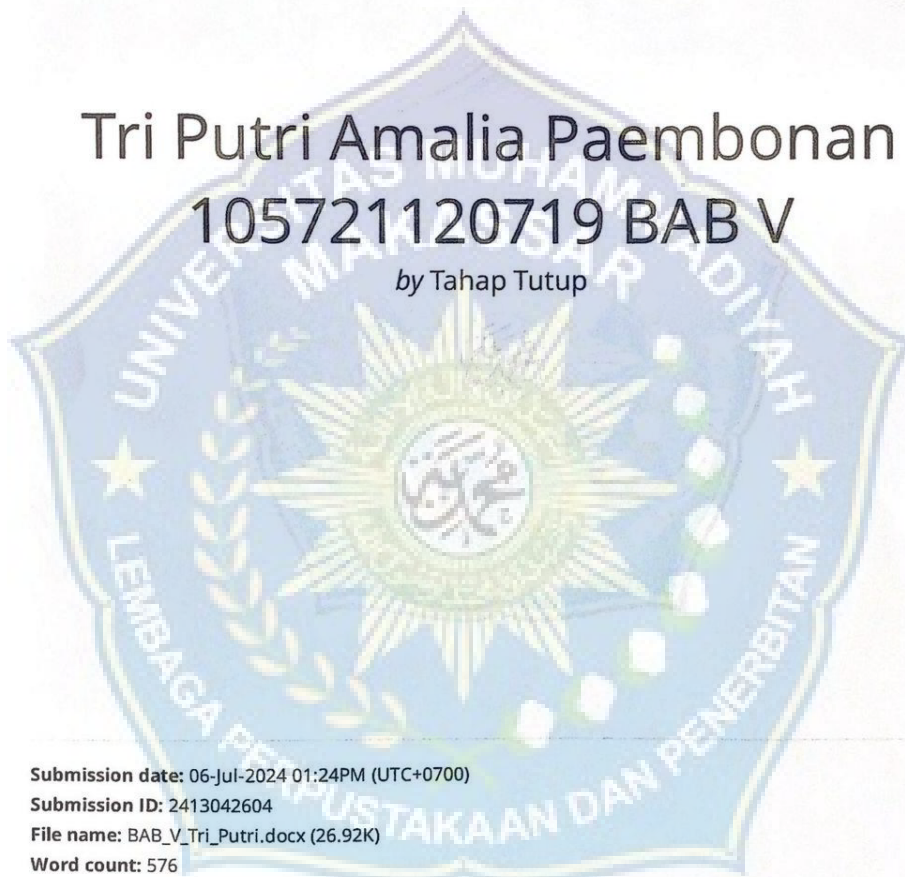 Tri Putri Amalia Paembonan
105721120719 BAB V
by Tahap Tutup
UNIVERSITAS MUHAMMADIYAH
MAKASSAR
LEMBAGA PERPUSTAKAAN DAN PENERBITAN
Submission date: 06-Jul-2024 01:24PM (UTC+0700)
Submission ID: 2413042604
File name: BAB_V_Tri_Putri.docx (26.92K)
Word count: 576